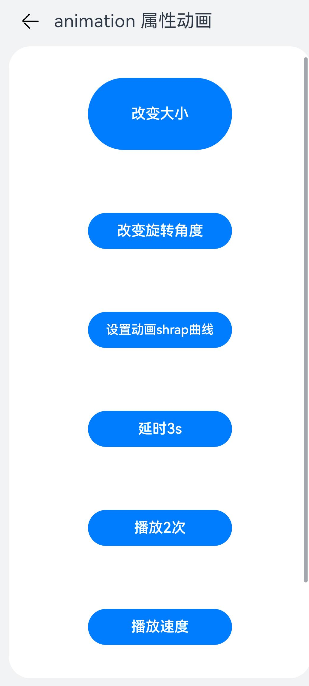 animation 属性动画
改变大小
改变旋转角度
设置动画shrap曲线
延时3s
播放2次
播放速度